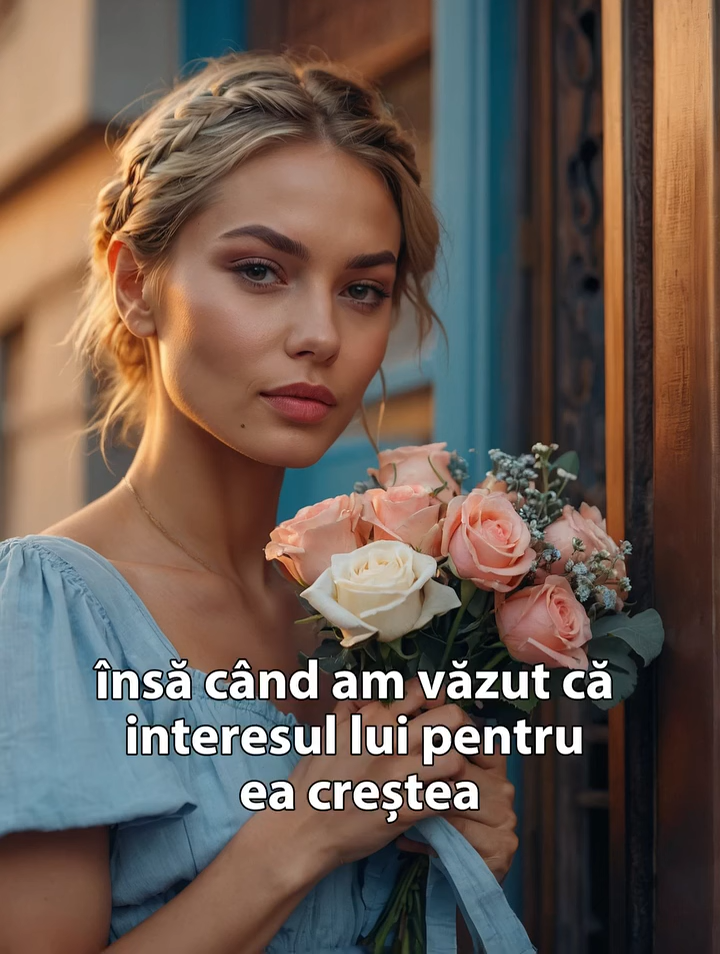 însă când am văzut că
interesul lui pentru
ea creștea